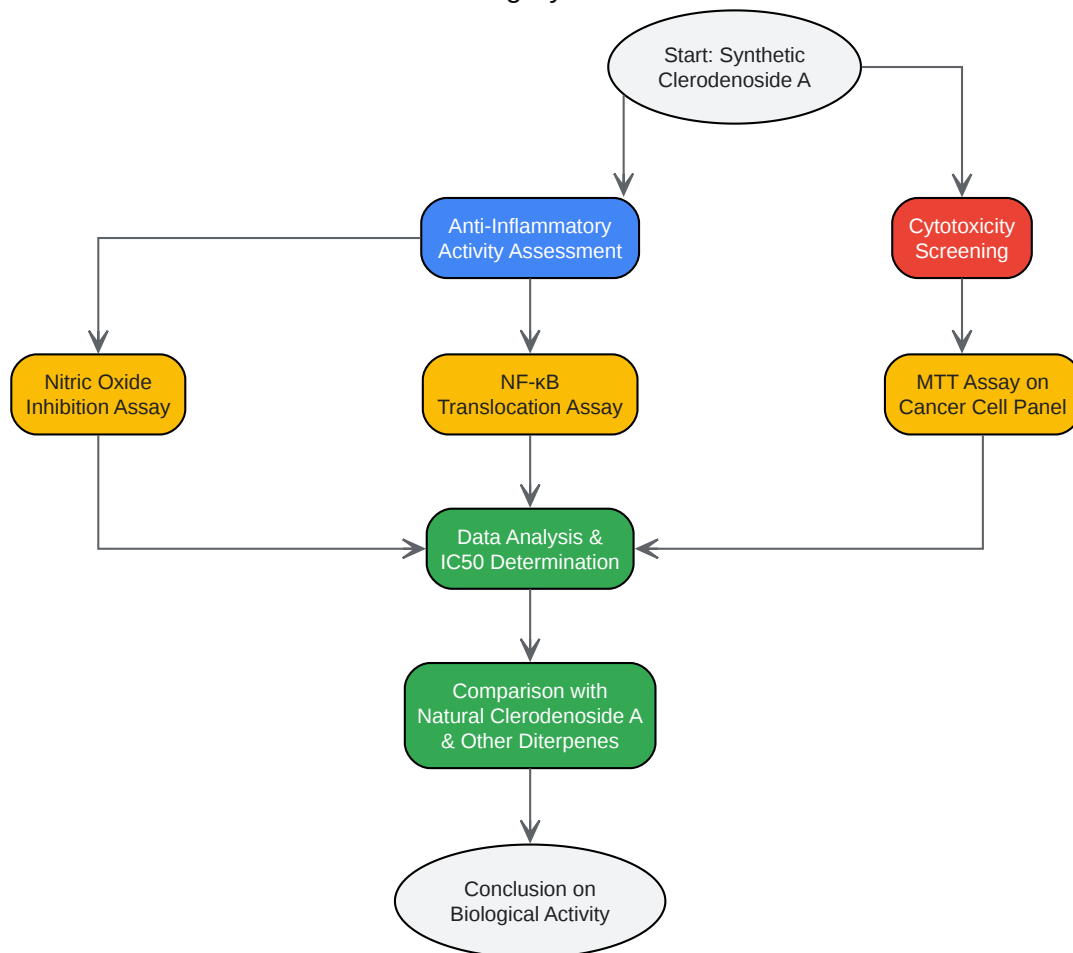 Start: Synthetic
Clerodenoside A
Anti-Inflammatory
Activity Assessment
Cytotoxicity
Screening
Nitric Oxide
Inhibition Assay
NF-κB
Translocation Assay
MTT Assay on
Cancer Cell Panel
Data Analysis &
IC50 Determination
Comparison with
Natural Clerodenoside A
& Other Diterpenes
Conclusion on
Biological Activity